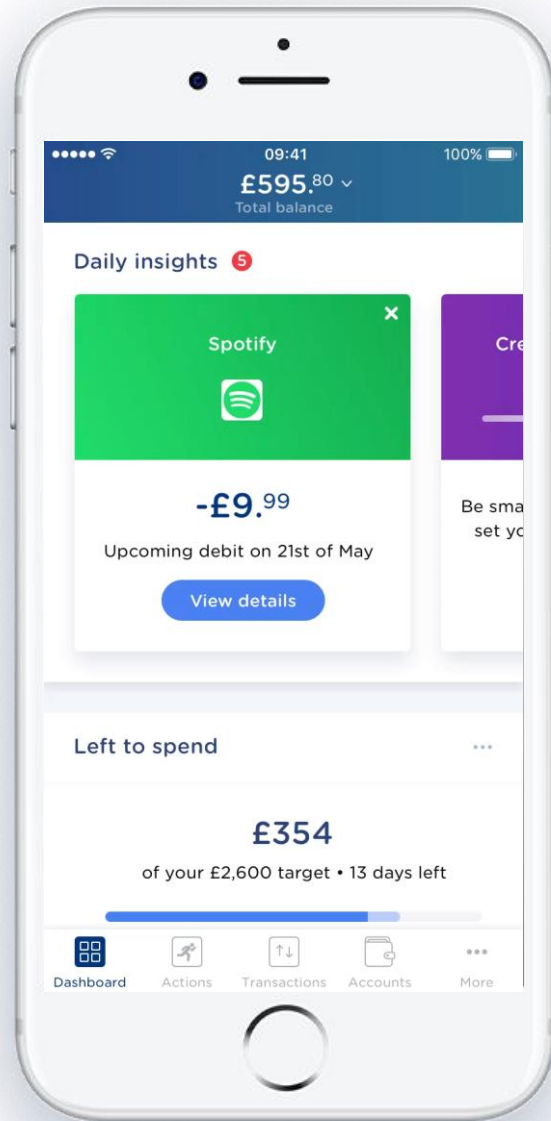 09:41
100%
£595.80
Total balance
Daily insights 5
Spotify
Cre
-£9.99
Upcoming debit on 21st of May
View details
Be sma
set yo
Left to spend
£354
of your £2,600 target • 13 days left
Dashboard
Actions
Transactions
Accounts
More